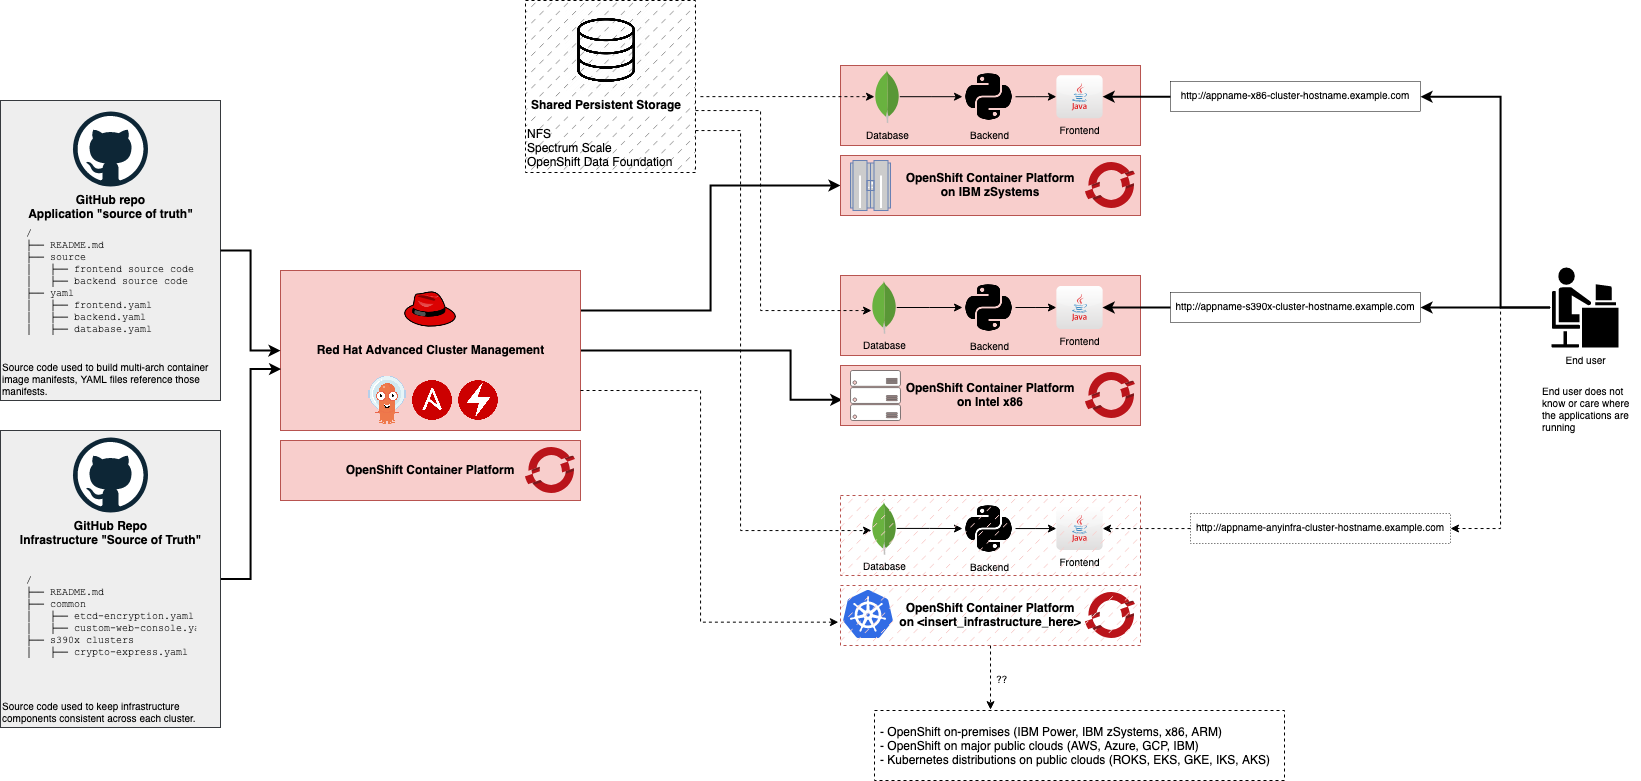 GitHub repo
Application "source of truth"
/
├── README.md
├── source
│   ├── frontend source code
│   ├── backend source code
├── yaml
│   ├── frontend.yaml
│   ├── backend.yaml
│   ├── database.yaml
Source code used to build multi-arch container
image manifests, YAML files reference those
manifests.
GitHub Repo
Infrastructure "Source of Truth"
/
├── README.md
├── common
│   ├── etcd-encryption.yaml
│   ├── custom-web-console.ya
├── s390x clusters
│   ├── crypto-express.yaml
Source code used to keep infrastructure
components consistent across each cluster.
Red Hat Advanced Cluster Management
OpenShift Container Platform
Shared Persistent Storage
NFS
Spectrum Scale
OpenShift Data Foundation
Database
Backend
Java
Frontend
OpenShift Container Platform
on IBM zSystems
http://appname-x86-cluster-hostname.example.com
Database
Backend
Java
Frontend
OpenShift Container Platform
on Intel x86
http://appname-s390x-cluster-hostname.example.com
Database
Backend
Java
Frontend
OpenShift Container Platform
on <insert_infrastructure_here>
http://appname-anyinfra-cluster-hostname.example.com
??
- OpenShift on-premises (IBM Power, IBM zSystems, x86, ARM)
- OpenShift on major public clouds (AWS, Azure, GCP, IBM)
- Kubernetes distributions on public clouds (ROKS, EKS, GKE, IKS, AKS)
End user
End user does not
know or care where
the applications are
running